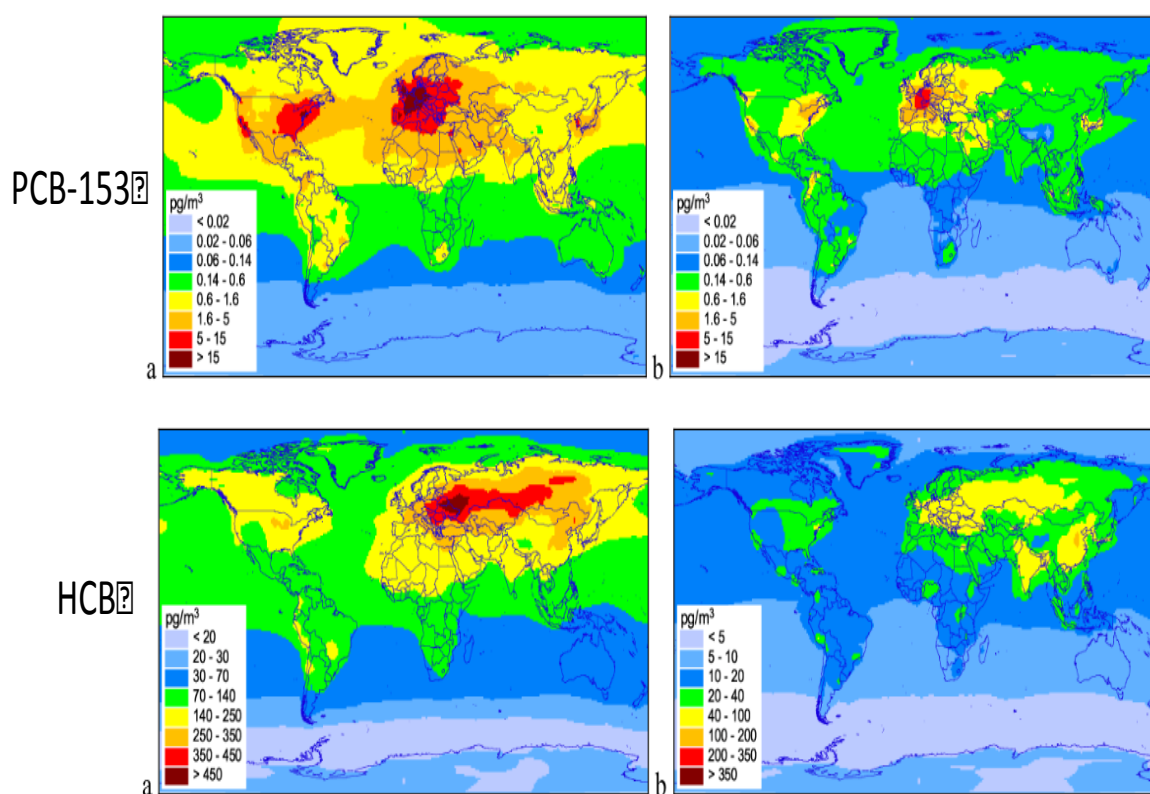 PCB-153⍰
pg/m³
< 0.02
0.02 - 0.06
0.06 - 0.14
0.14 - 0.6
0.6 - 1.6
1.6 - 5
5 - 15
> 15
a
pg/m³
< 0.02
0.02 - 0.06
0.06 - 0.14
0.14 - 0.6
0.6 - 1.6
1.6 - 5
5 - 15
> 15
b
HCB⍰
pg/m³
< 20
20 - 30
30 - 70
70 - 140
140 - 250
250 - 350
350 - 450
> 450
a
pg/m³
< 5
5 - 10
10 - 20
20 - 40
40 - 100
100 - 200
200 - 350
> 350
b